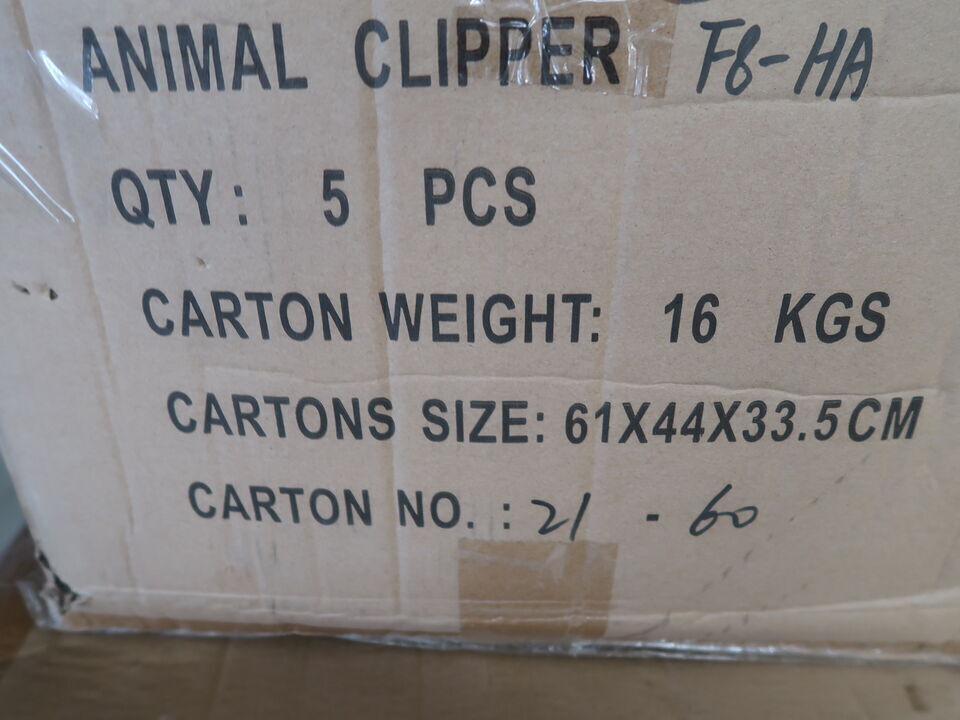 ANIMAL CLIPPER F8-HA
QTY: 5 PCS
CARTON WEIGHT: 16 KGS
CARTONS SIZE: 61X44X33.5CM
CARTON NO. : 21 - 60